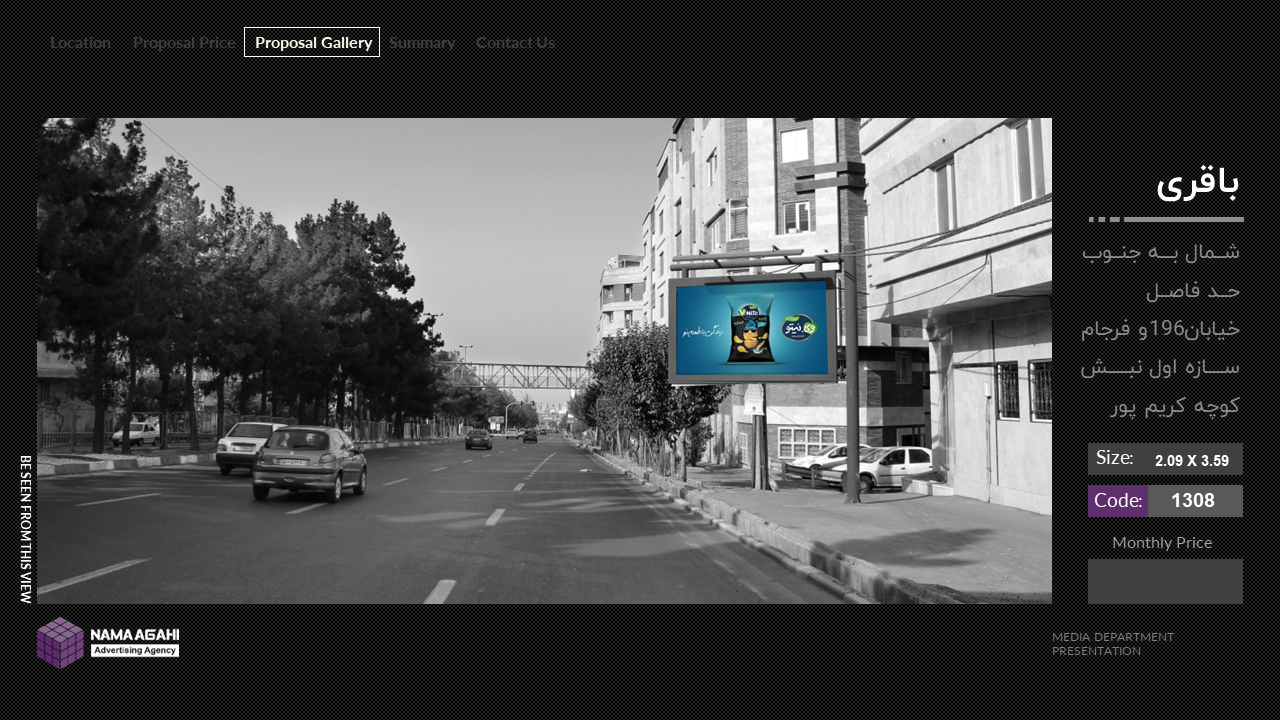 Location
Proposal Price
Proposal Gallery
Summary
Contact Us
باقری
شمال به جنوب
حد فاصل
خیابان196و فرجام
سازه اول نبش
کوچه کریم پور
Size: 2.09 X 3.59
Code: 1308
Monthly Price
BE SEEN FROM THIS VIEW
NITO
NAMA AGAHI
Advertising Agency
MEDIA DEPARTMENT
PRESENTATION